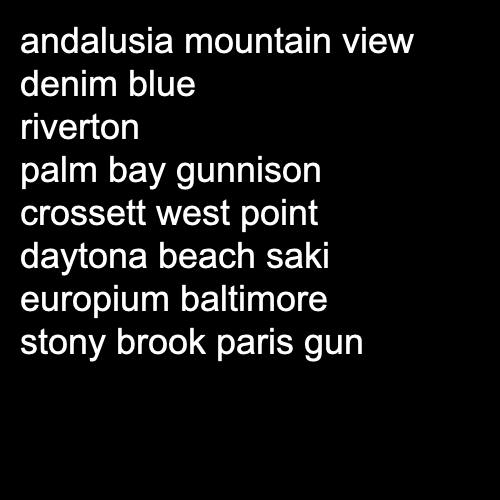 andalusia mountain view
denim blue
riverton
palm bay gunnison
crossett west point
daytona beach saki
europium baltimore
stony brook paris gun